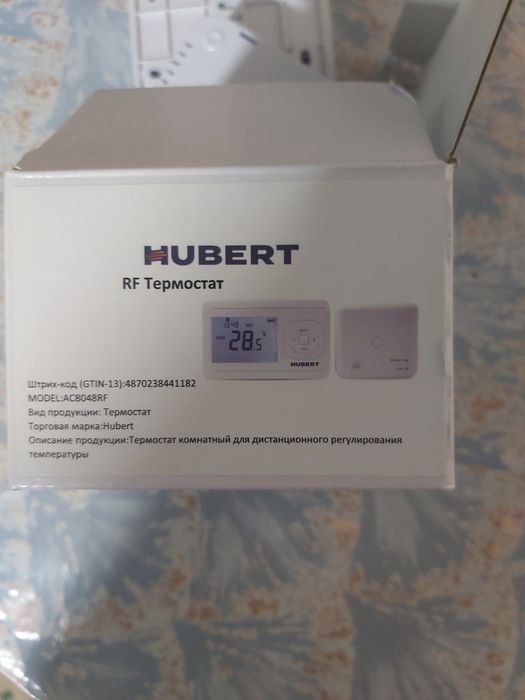 HUBERT
RF Термостат
28.5 °C
HUBERT
Штрих-код (GTIN-13):4870238441182
MODEL:AC8048RF
Вид продукции: Термостат
Торговая марка:Hubert
Описание продукции:Термостат комнатный для дистанционного регулирования
температуры